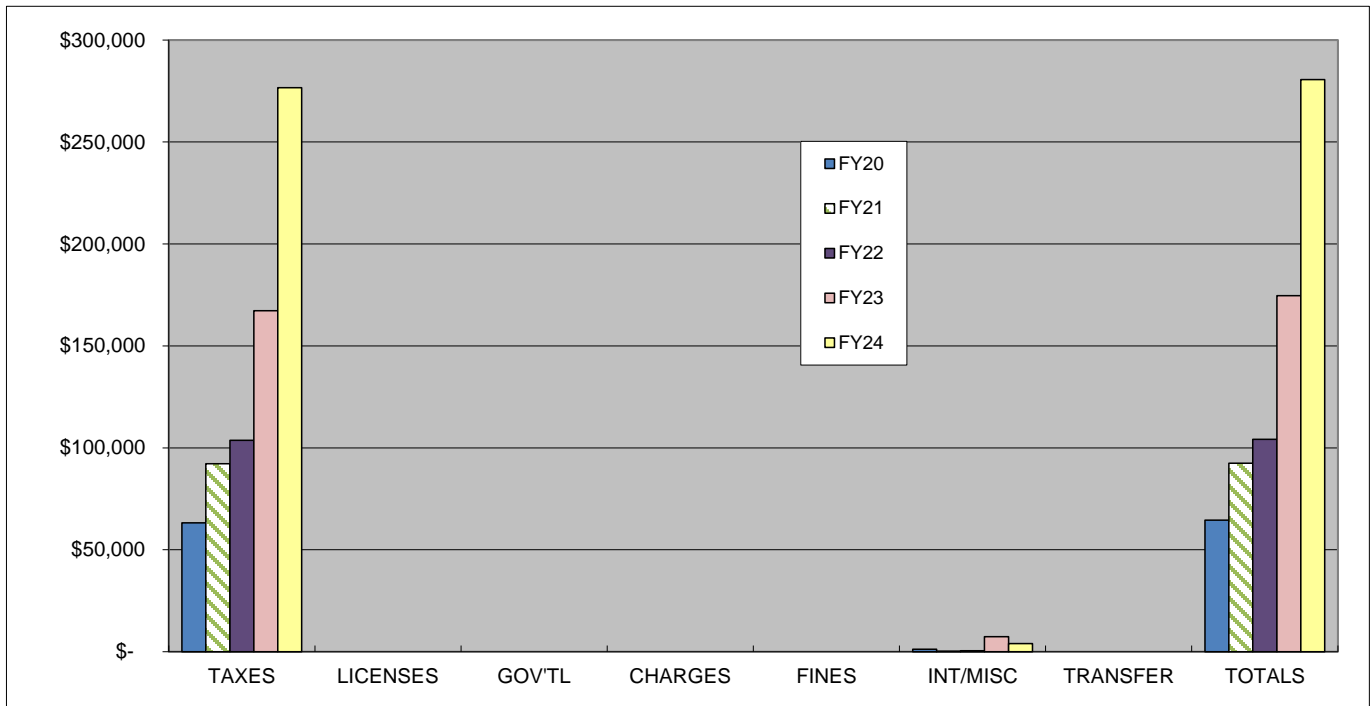 $300,000
$250,000
$200,000
$150,000
$100,000
$50,000
$-
FY20
FY21
FY22
FY23
FY24
TAXES LICENSES GOV'TL CHARGES FINES INT/MISC TRANSFER TOTALS